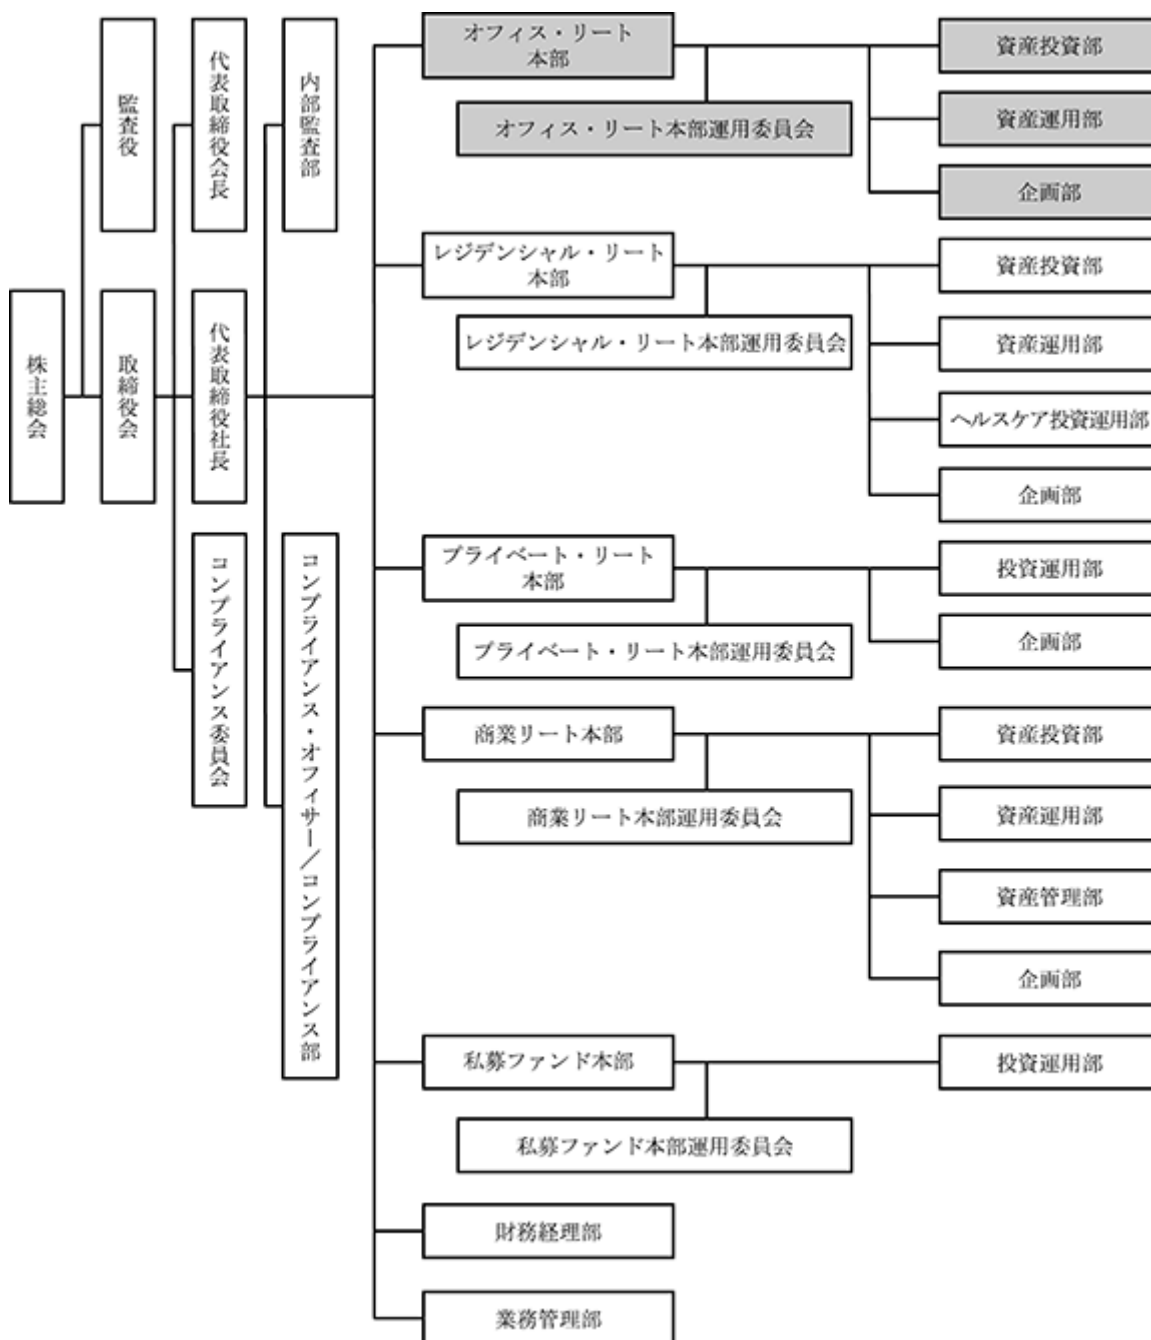 株主総会
監査役
取締役会
代表取締役会長
代表取締役社長
コンプライアンス委員会
内部監査部
コンプライアンス・オフィサー／コンプライアンス部
オフィス・リート
本部
オフィス・リート本部運用委員会
資産投資部
資産運用部
企画部
レジデンシャル・リート
本部
レジデンシャル・リート本部運用委員会
資産投資部
資産運用部
ヘルスケア投資運用部
企画部
プライベート・リート
本部
プライベート・リート本部運用委員会
投資運用部
企画部
商業リート本部
商業リート本部運用委員会
資産投資部
資産運用部
資産管理部
企画部
私募ファンド本部
私募ファンド本部運用委員会
投資運用部
財務経理部
業務管理部